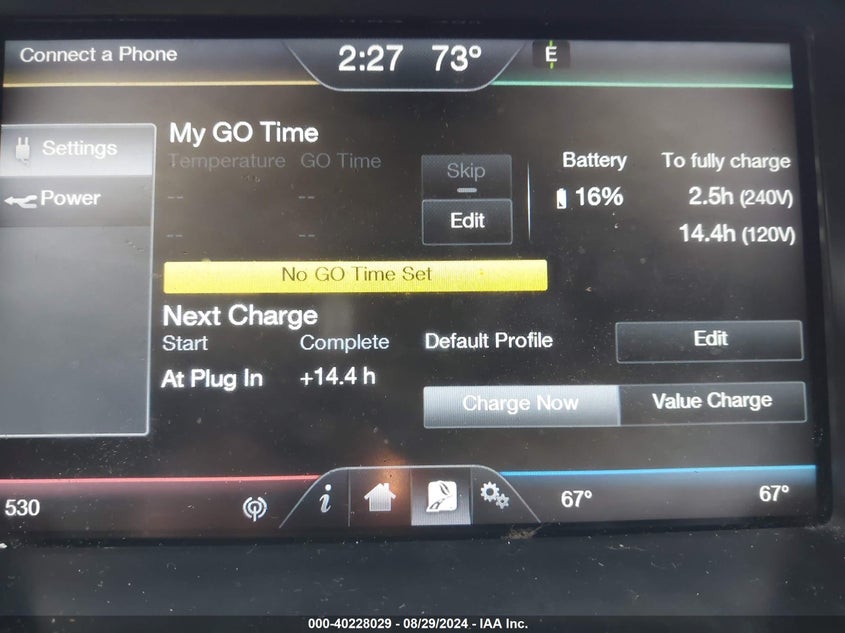 Connect a Phone
2:27 73° E
Settings
Power
My GO Time
Temperature GO Time
-- --
-- --
Skip
Edit
Battery To fully charge
16% 2.5h (240V)
14.4h (120V)
No GO Time Set
Next Charge
Start Complete
At Plug In +14.4 h
Default Profile Edit
Charge Now Value Charge
530 i 67° 67°
000-40228029 - 08/29/2024 - IAA Inc.